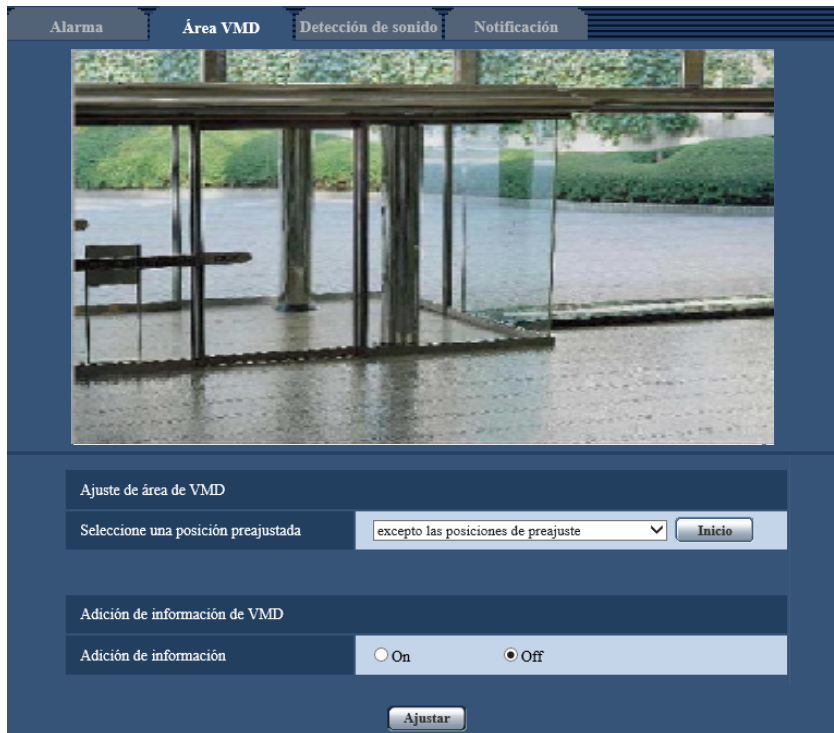 Alarma Área VMD Detección de sonido Notificación
Ajuste de área de VMD
Seleccione una posición preajustada excepto las posiciones de preajuste Inicio
Adición de información de VMD
Adición de información On Off
Ajustar